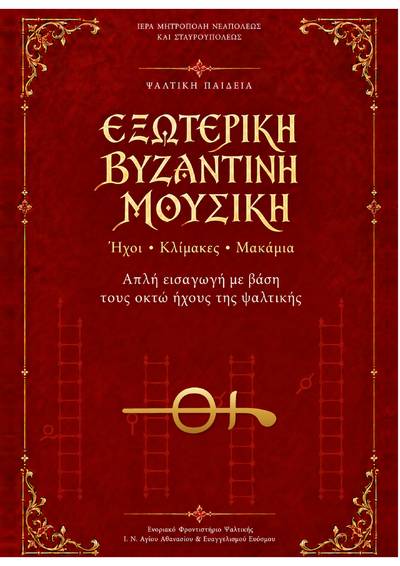 ΙΕΡΑ ΜΗΤΡΟΠΟΛΗ ΝΕΑΠΟΛΕΩΣ
ΚΑΙ ΣΤΑΥΡΟΥΠΟΛΕΩΣ
ΨΑΛΤΙΚΗ ΠΑΙΔΕΙΑ
ΕΞΩΤΕΡΙΚΗ
ΒΥΖΑΝΤΙΝΗ
ΜΟΥΣΙΚΗ
Ήχοι • Κλίμακες • Μακάμια
Απλή εισαγωγή με βάση
τους οκτώ ήχους της ψαλτικής
Ενοριακό Φροντιστήριο Ψαλτικής
Ι. Ν. Αγίου Αθανασίου & Ευαγγελισμού Ευόσμου